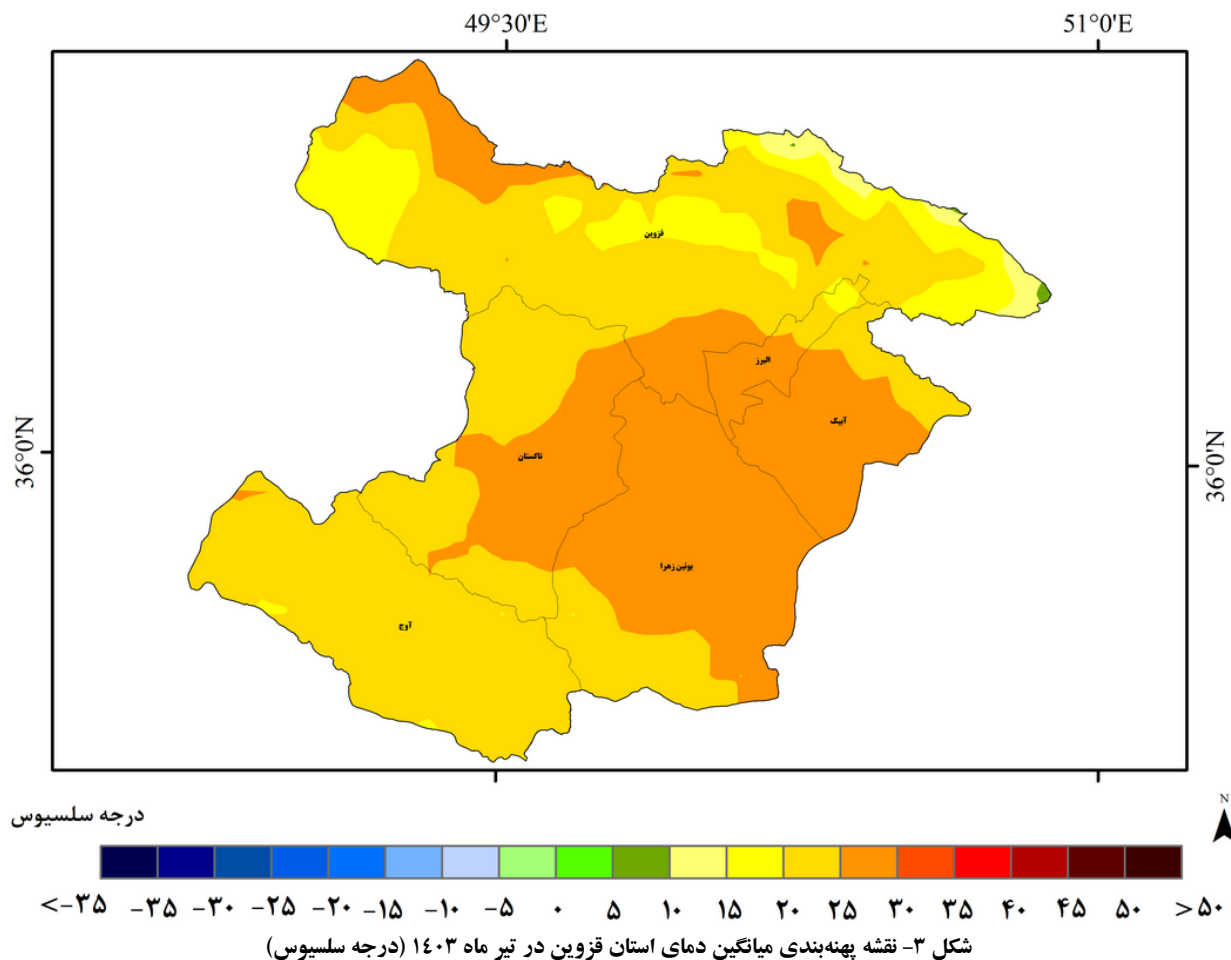 49°30'E 51°0'E
36°0'N
36°0'N
قزوین
البرز
آبیک
تاکستان
بوئین زهرا
آوج
درجه سلسیوس
N
<-۳۵ -۳۵ -۳۰ -۲۵ -۲۰ -۱۵ -۱۰ -۵ ۰ ۵ ۱۰ ۱۵ ۲۰ ۲۵ ۳۰ ۳۵ ۴۰ ۴۵ ۵۰ >۵۰
شکل ۳- نقشه پهنه‌بندی میانگین دمای استان قزوین در تیر ماه ۱٤۰۳ (درجه سلسیوس)